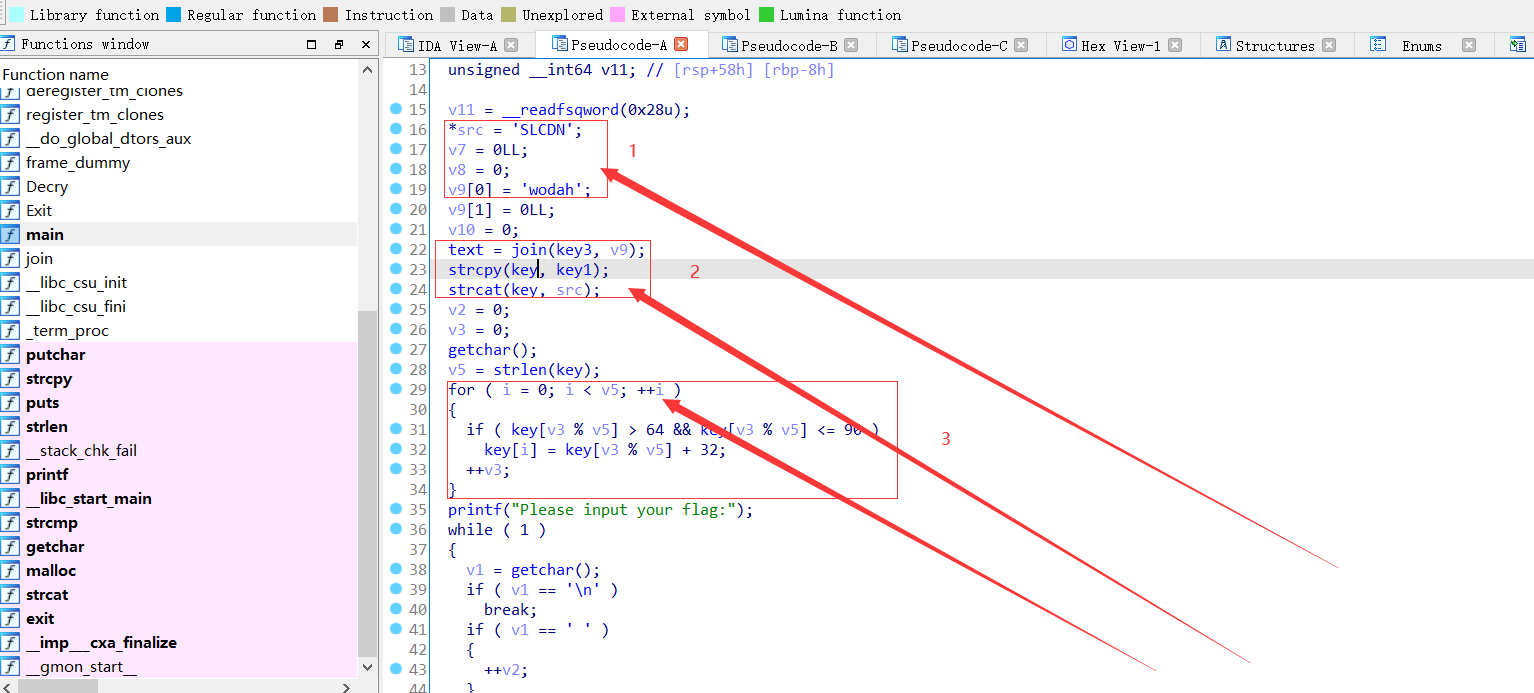 Library function Regular function Instruction Data Unexplored External symbol Lumina function
Functions window
Function name
deregister_tm_clones
register_tm_clones
__do_global_dtors_aux
frame_dummy
Decry
Exit
main
join
__libc_csu_init
__libc_csu_fini
_term_proc
putchar
strcpy
puts
strlen
__stack_chk_fail
printf
__libc_start_main
strcmp
getchar
malloc
strcat
exit
__imp___cxa_finalize
__gmon_start__
IDA View-A Pseudocode-A Pseudocode-B Pseudocode-C Hex View-1 Structures Enums
13 unsigned __int64 v11; // [rsp+58h] [rbp-8h]
14
15 v11 = __readfsqword(0x28u);
16 *src = 'SLCDN';
17 v7 = 0LL;
18 v8 = 0;
19 v9[0] = 'wodah';
20 v9[1] = 0LL;
21 v10 = 0;
22 text = join(key3, v9);
23 strcpy(key, key1);
24 strcat(key, src);
25 v2 = 0;
26 v3 = 0;
27 getchar();
28 v5 = strlen(key);
29 for ( i = 0; i < v5; ++i )
30 {
31 if ( key[v3 % v5] > 64 && key[v3 % v5] <= 90 )
32 key[i] = key[v3 % v5] + 32;
33 ++v3;
34 }
35 printf("Please input your flag:");
36 while ( 1 )
37 {
38 v1 = getchar();
39 if ( v1 == '\n' )
40 break;
41 if ( v1 == ' ' )
42 {
43 ++v2;
44 }
1
2
3